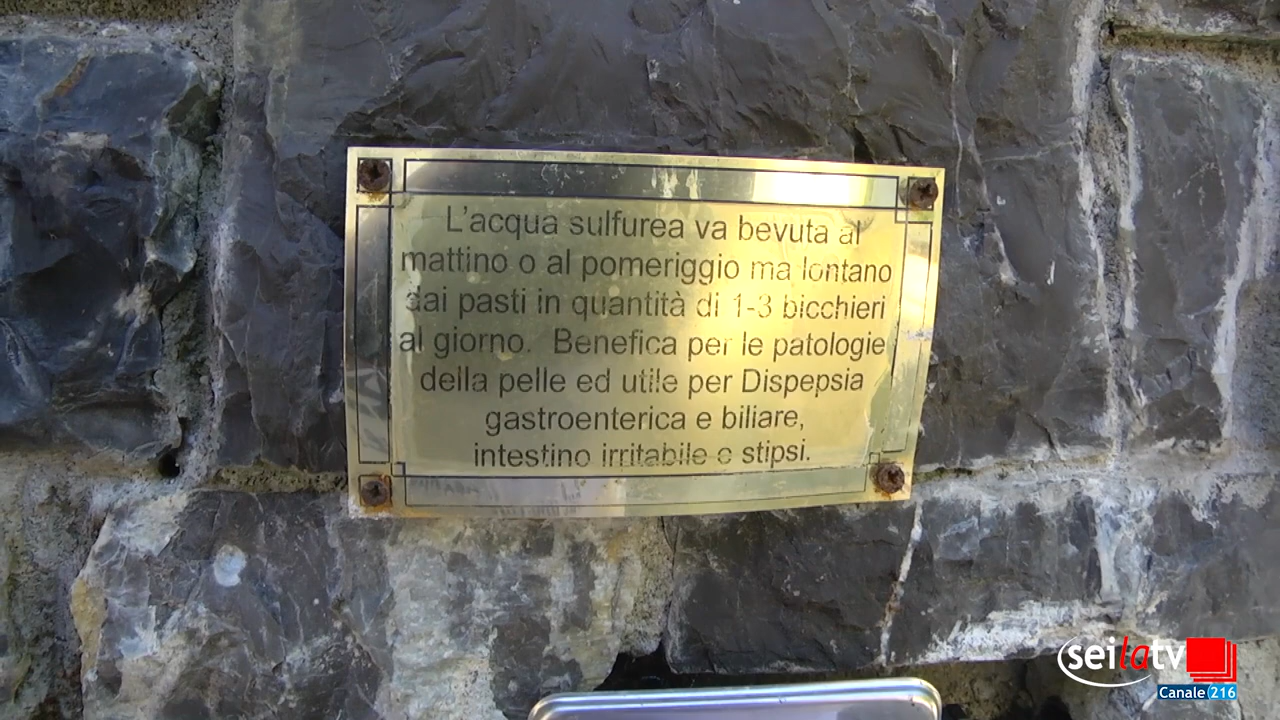 L'acqua sulfurea va bevuta al
mattino o al pomeriggio ma lontano
dai pasti in quantità di 1-3 bicchieri
al giorno. Benefica per le patologie
della pelle ed utile per Dispepsia
gastroenterica e biliare,
intestino irritabile e stipsi.
seilatv
Canale 216